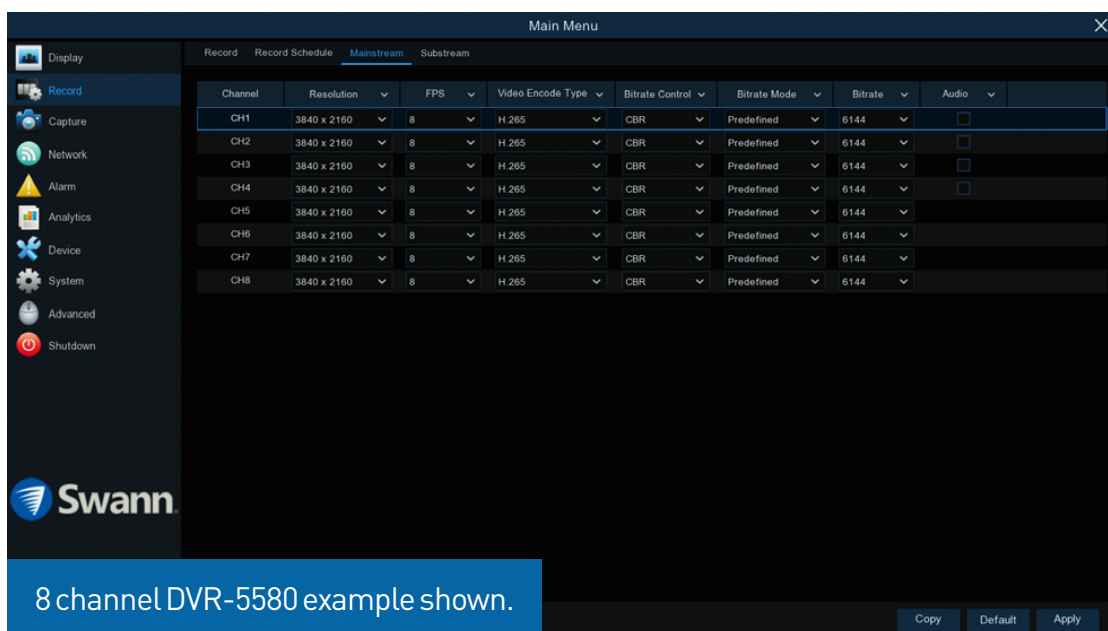 Main Menu
Display
Record
Capture
Network
Alarm
Analytics
Device
System
Advanced
Shutdown
Swann
Record Record Schedule Mainstream Substream
Channel Resolution FPS Video Encode Type Bitrate Control Bitrate Mode Bitrate Audio
CH1 3840 x 2160 8 H.265 CBR Predefined 6144
CH2 3840 x 2160 8 H.265 CBR Predefined 6144
CH3 3840 x 2160 8 H.265 CBR Predefined 6144
CH4 3840 x 2160 8 H.265 CBR Predefined 6144
CH5 3840 x 2160 8 H.265 CBR Predefined 6144
CH6 3840 x 2160 8 H.265 CBR Predefined 6144
CH7 3840 x 2160 8 H.265 CBR Predefined 6144
CH8 3840 x 2160 8 H.265 CBR Predefined 6144
8 channel DVR-5580 example shown.
Copy Default Apply